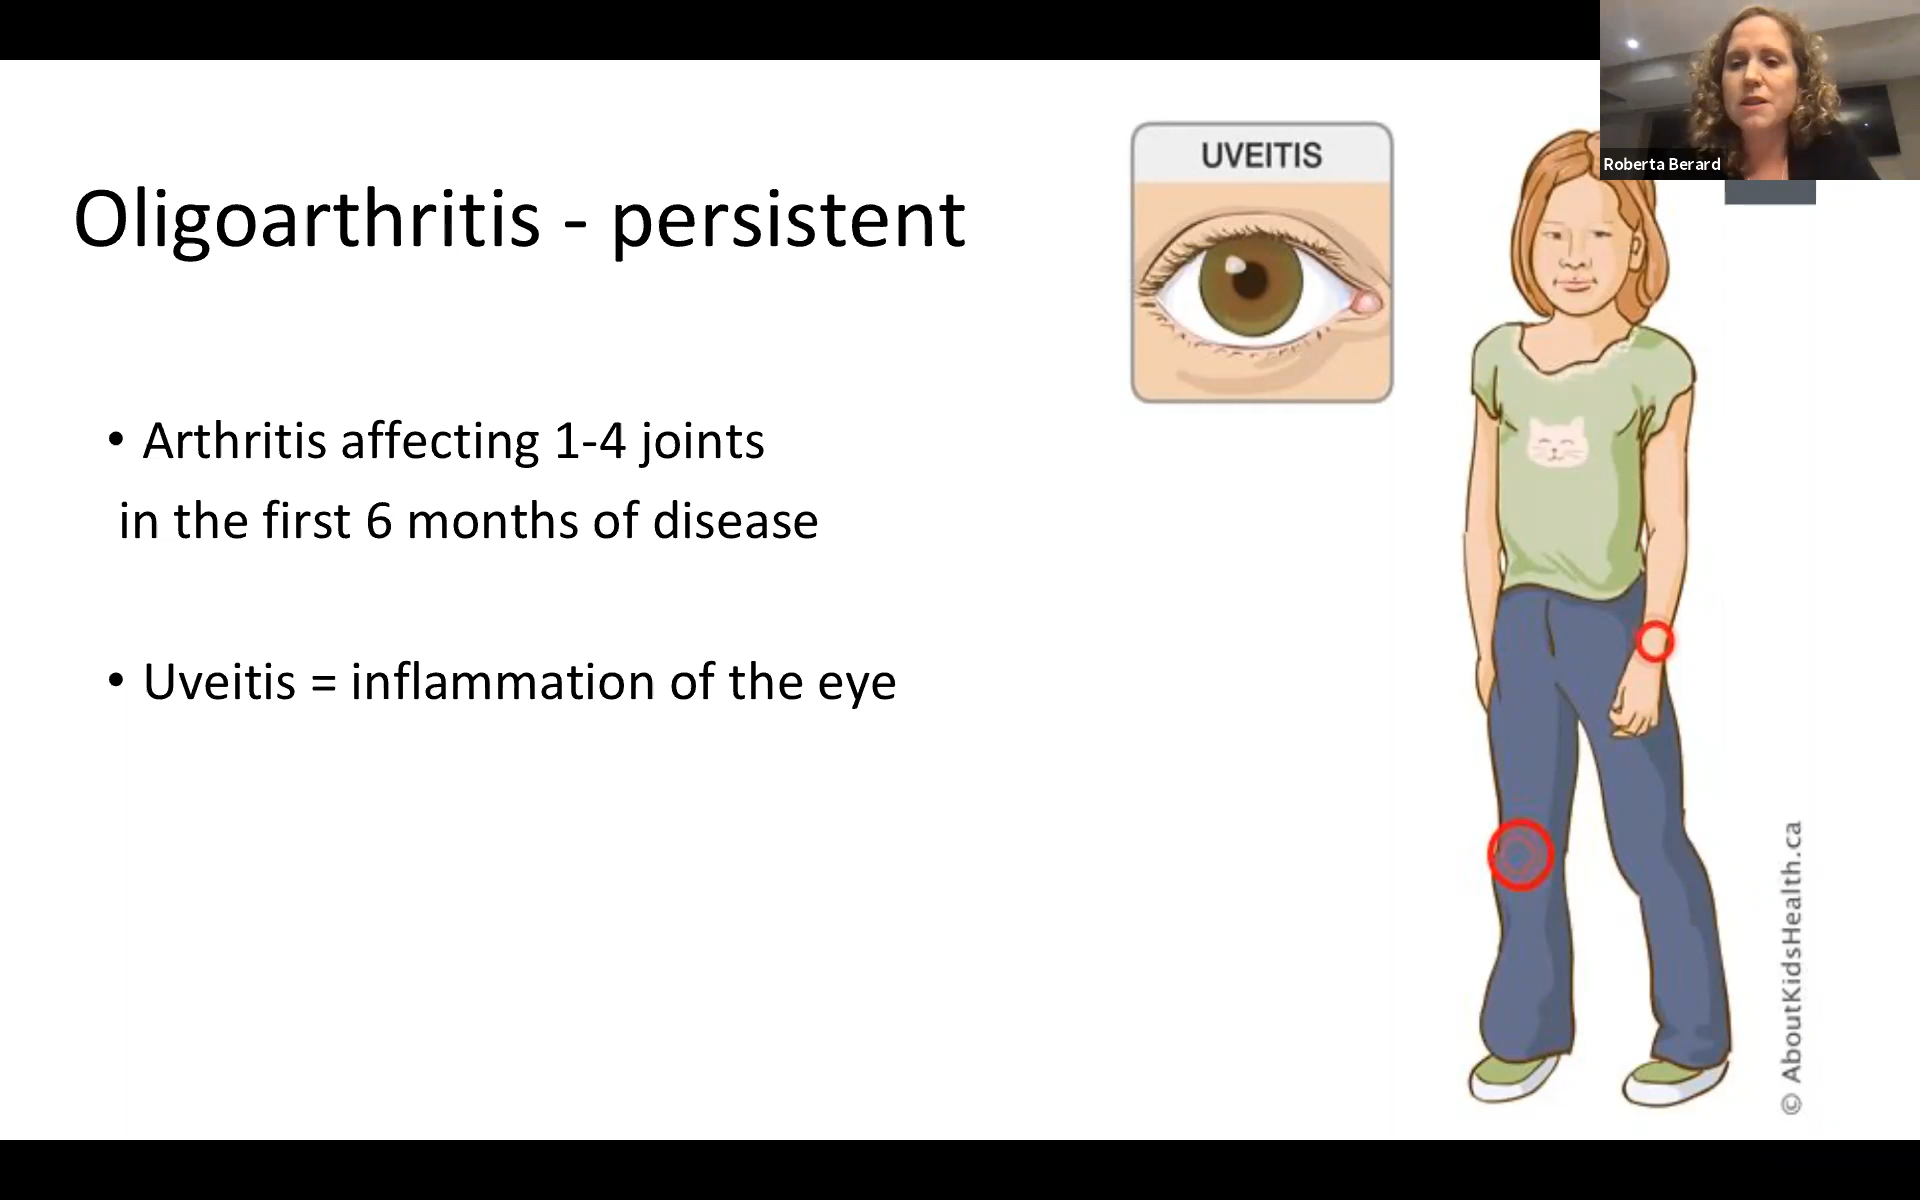 Roberta Berard
UVEITIS
Oligoarthritis - persistent
• Arthritis affecting 1-4 joints
in the first 6 months of disease
• Uveitis = inflammation of the eye
© AboutKidsHealth.ca